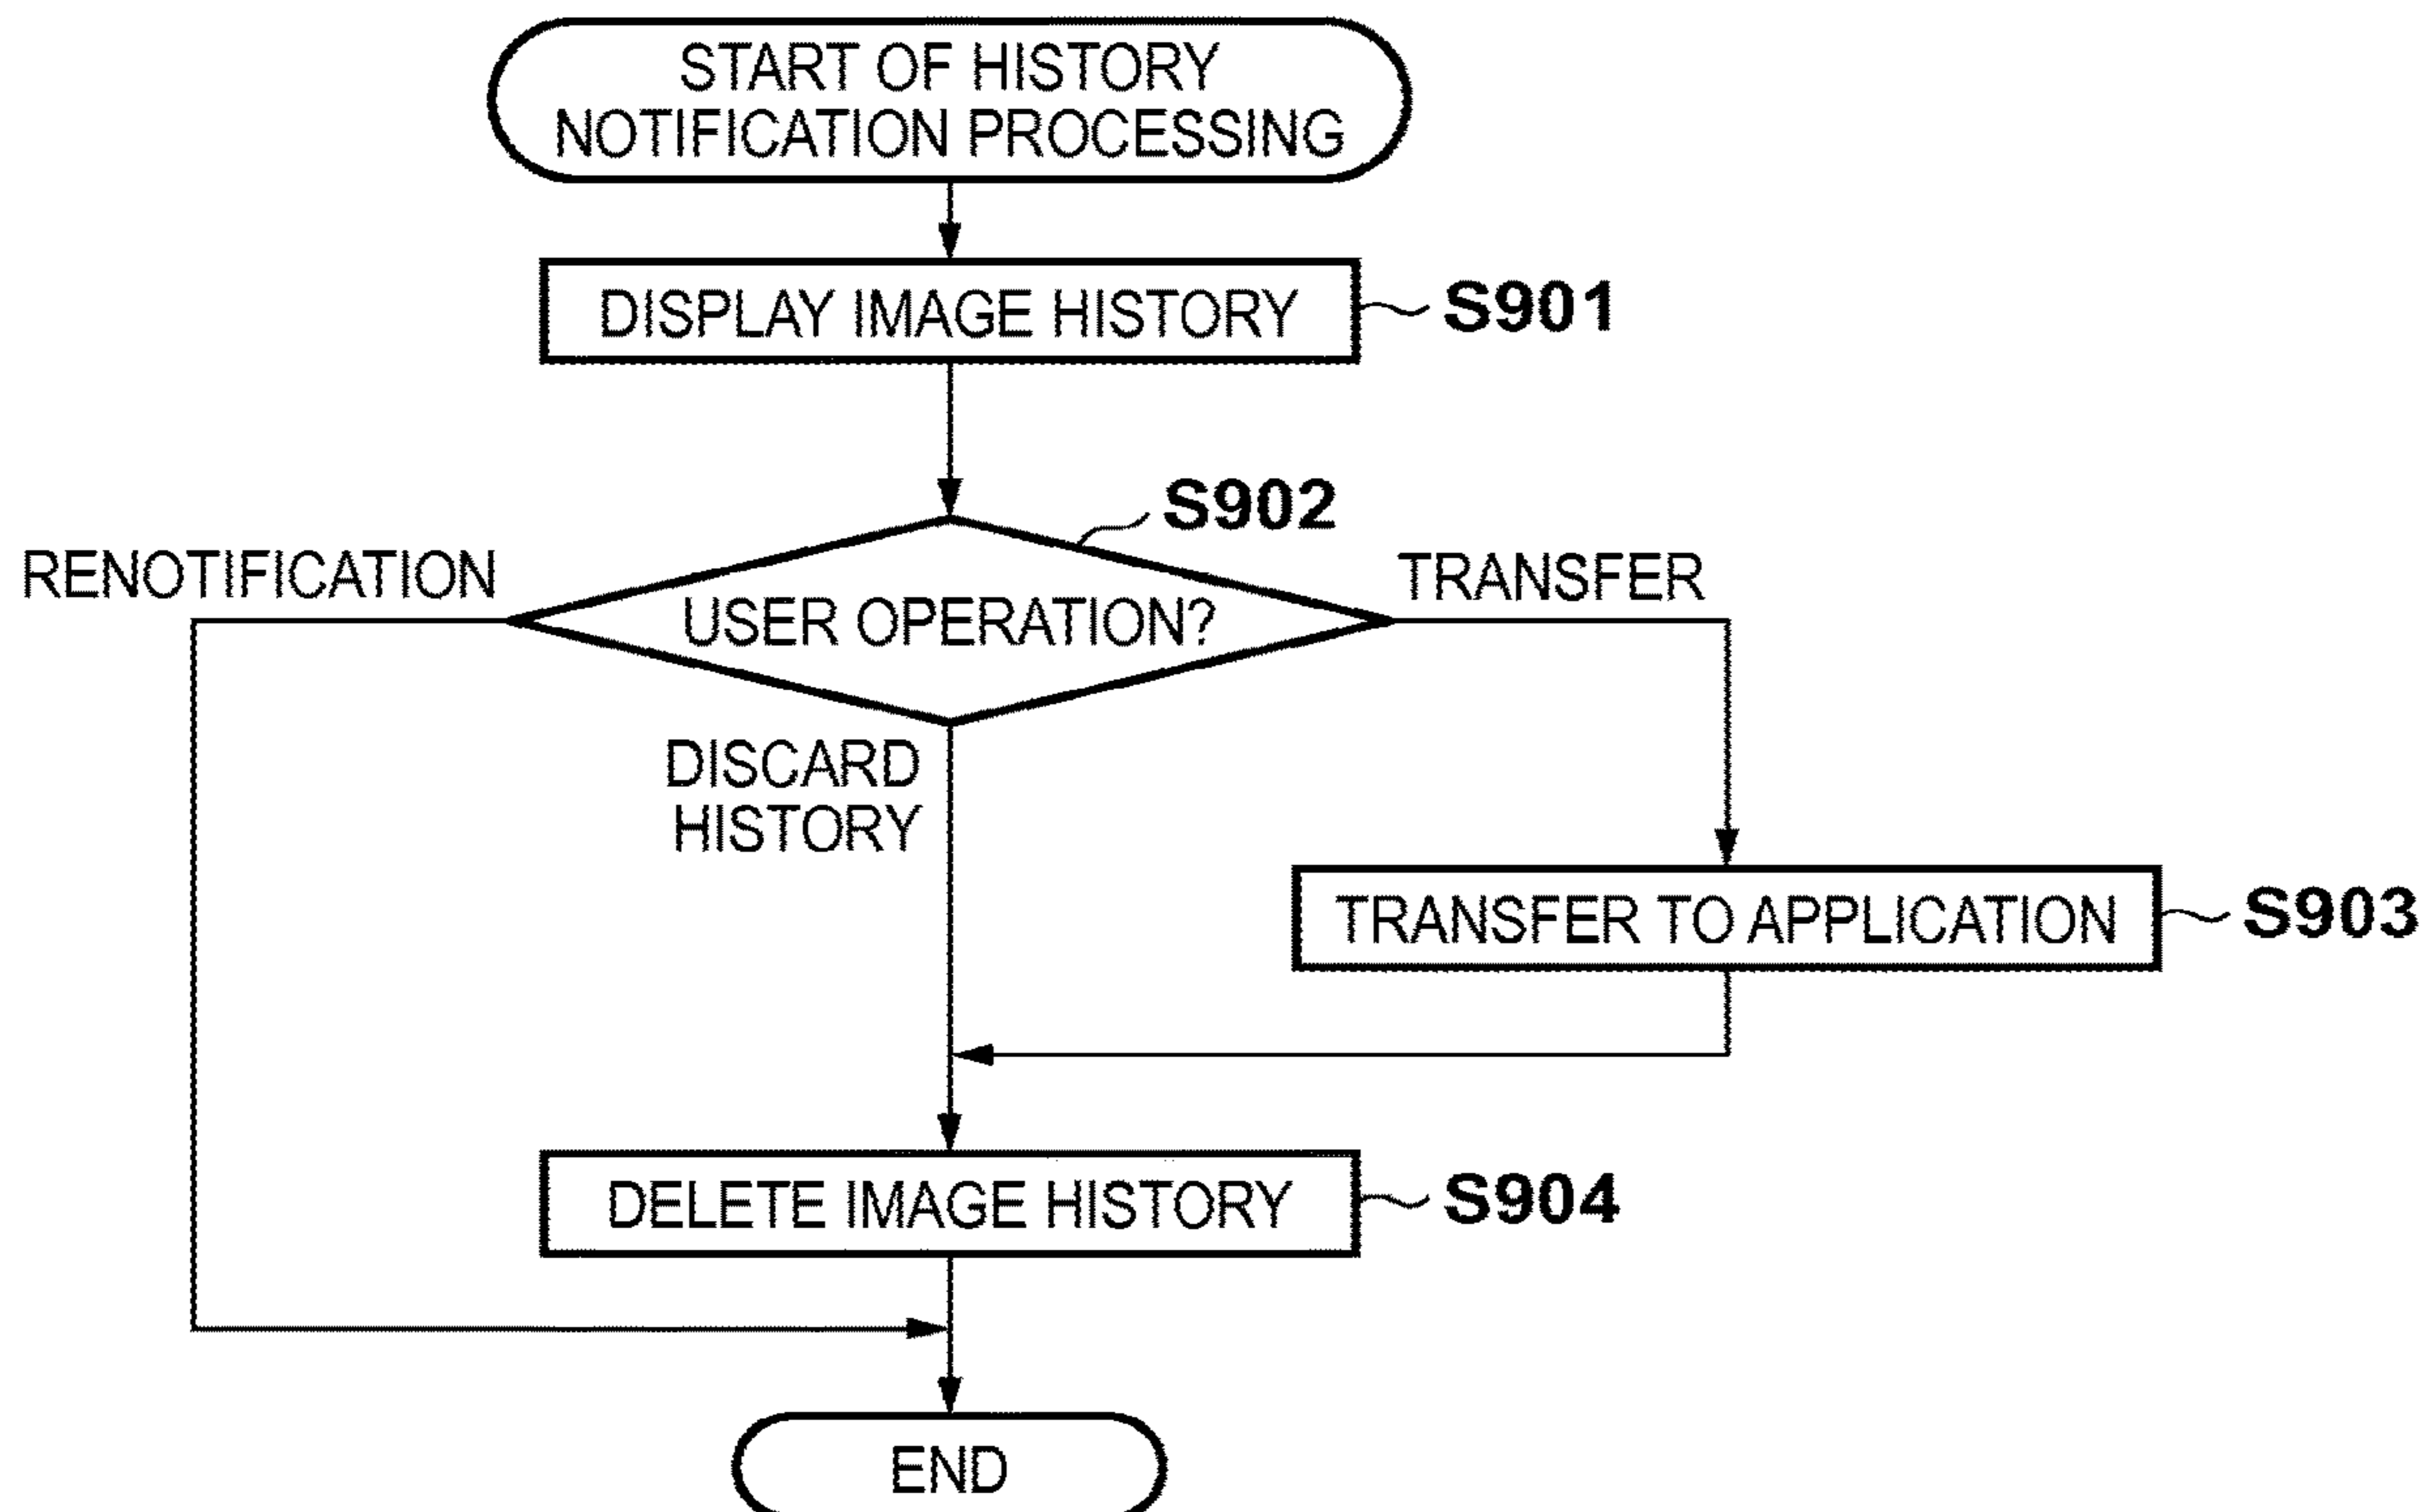 START OF HISTORY
NOTIFICATION PROCESSING
DISPLAY IMAGE HISTORY
S901
S902
RENOTIFICATION
USER OPERATION?
TRANSFER
DISCARD
HISTORY
TRANSFER TO APPLICATION
S903
DELETE IMAGE HISTORY
S904
END